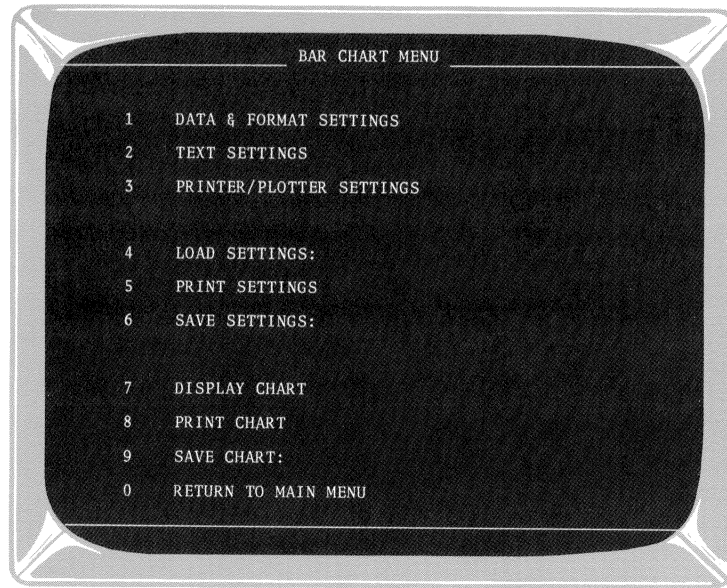 BAR CHART MENU
1 DATA & FORMAT SETTINGS
2 TEXT SETTINGS
3 PRINTER/PLOTTER SETTINGS
4 LOAD SETTINGS:
5 PRINT SETTINGS
6 SAVE SETTINGS:
7 DISPLAY CHART
8 PRINT CHART
9 SAVE CHART:
0 RETURN TO MAIN MENU